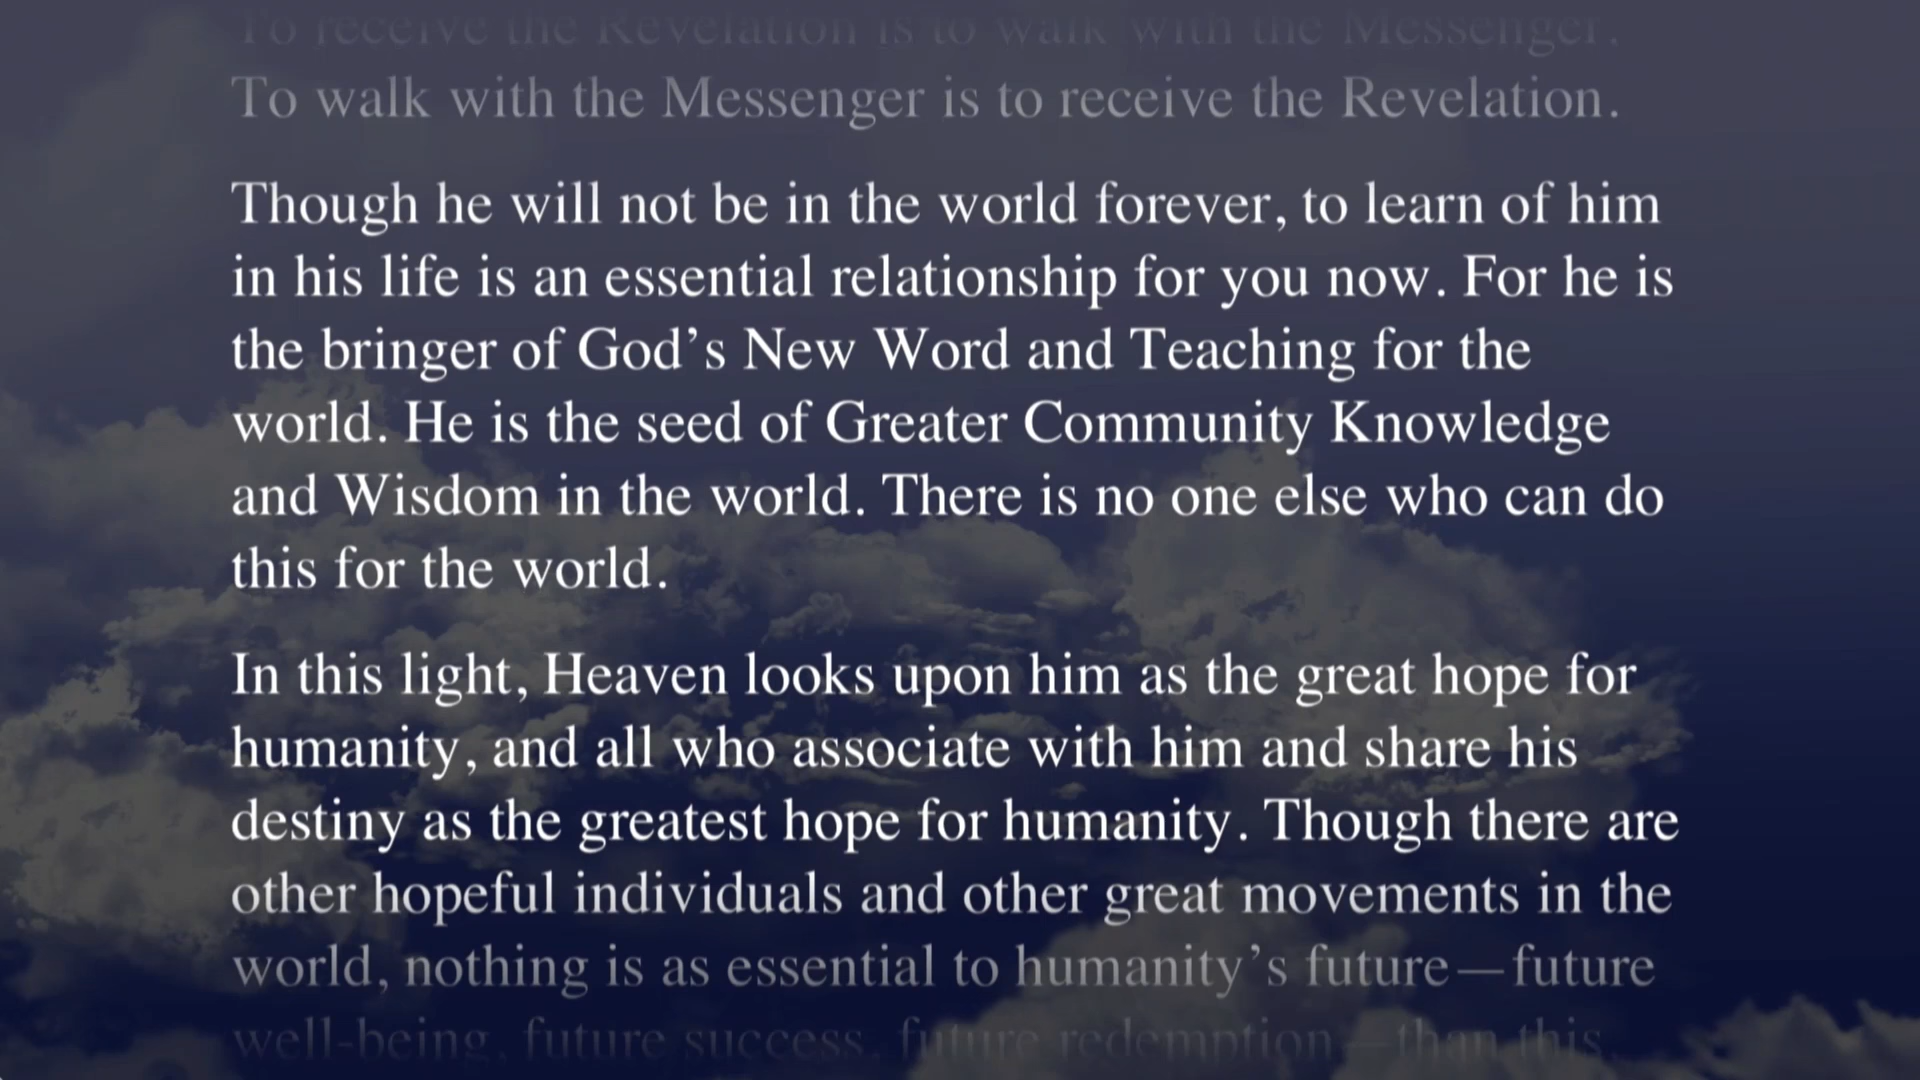 To receive the Revelation is to walk with the Messenger.
To walk with the Messenger is to receive the Revelation.
Though he will not be in the world forever, to learn of him
in his life is an essential relationship for you now. For he is
the bringer of God’s New Word and Teaching for the
world. He is the seed of Greater Community Knowledge
and Wisdom in the world. There is no one else who can do
this for the world.
In this light, Heaven looks upon him as the great hope for
humanity, and all who associate with him and share his
destiny as the greatest hope for humanity. Though there are
other hopeful individuals and other great movements in the
world, nothing is as essential to humanity’s future—future
well-being, future success, future redemption—than this.